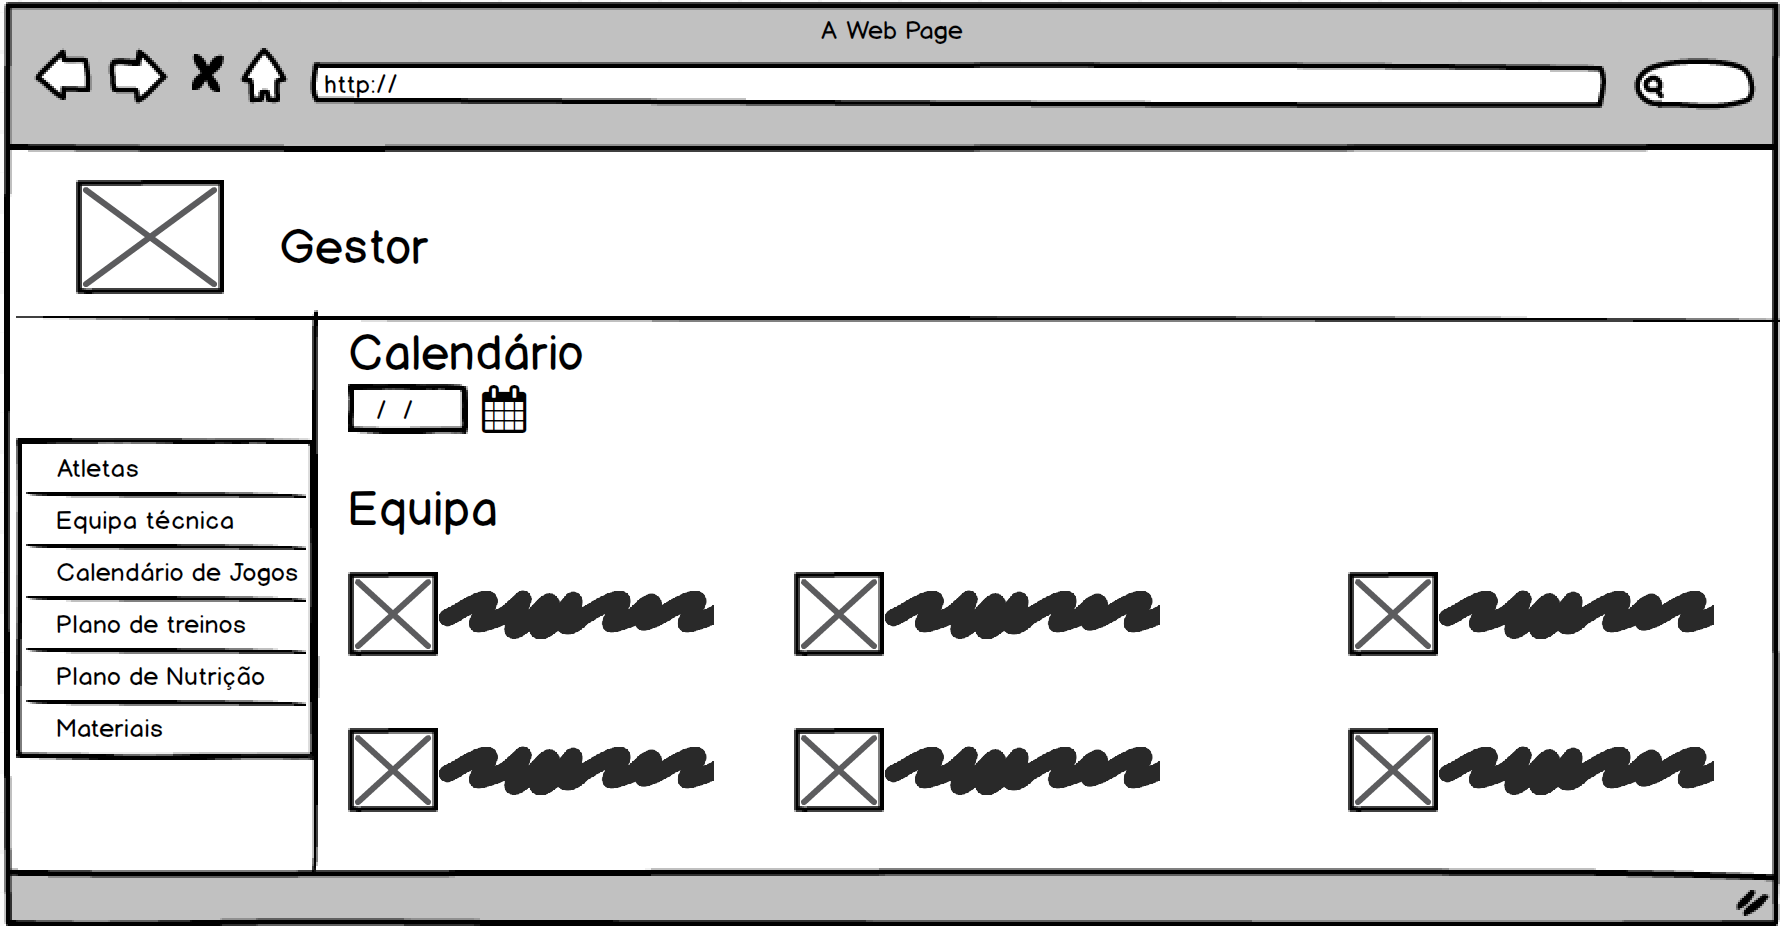 A Web Page
http://
Gestor
Calendário
/ /
Atletas
Equipa técnica
Calendário de Jogos
Plano de treinos
Plano de Nutrição
Materiais
Equipa